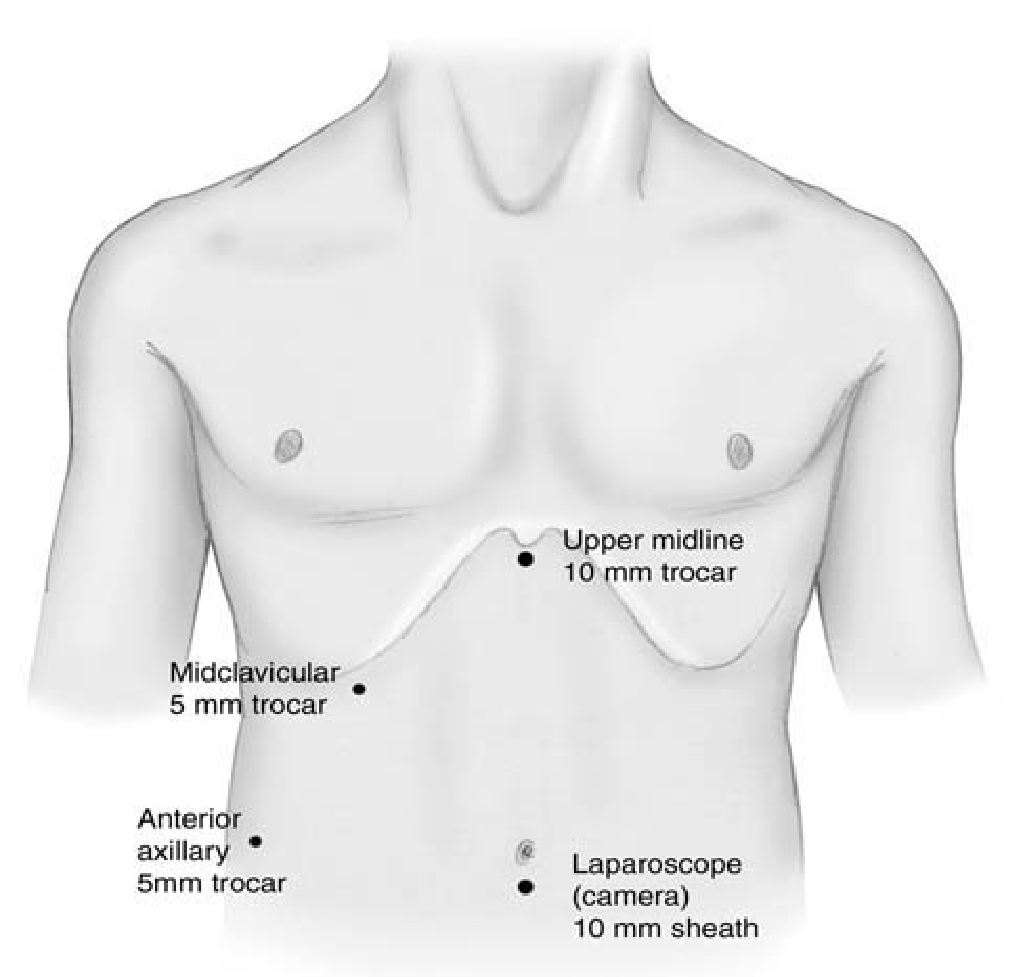 Upper midline
10 mm trocar
Midclavicular
5 mm trocar
Anterior
axillary
5mm trocar
Laparoscope
(camera)
10 mm sheath